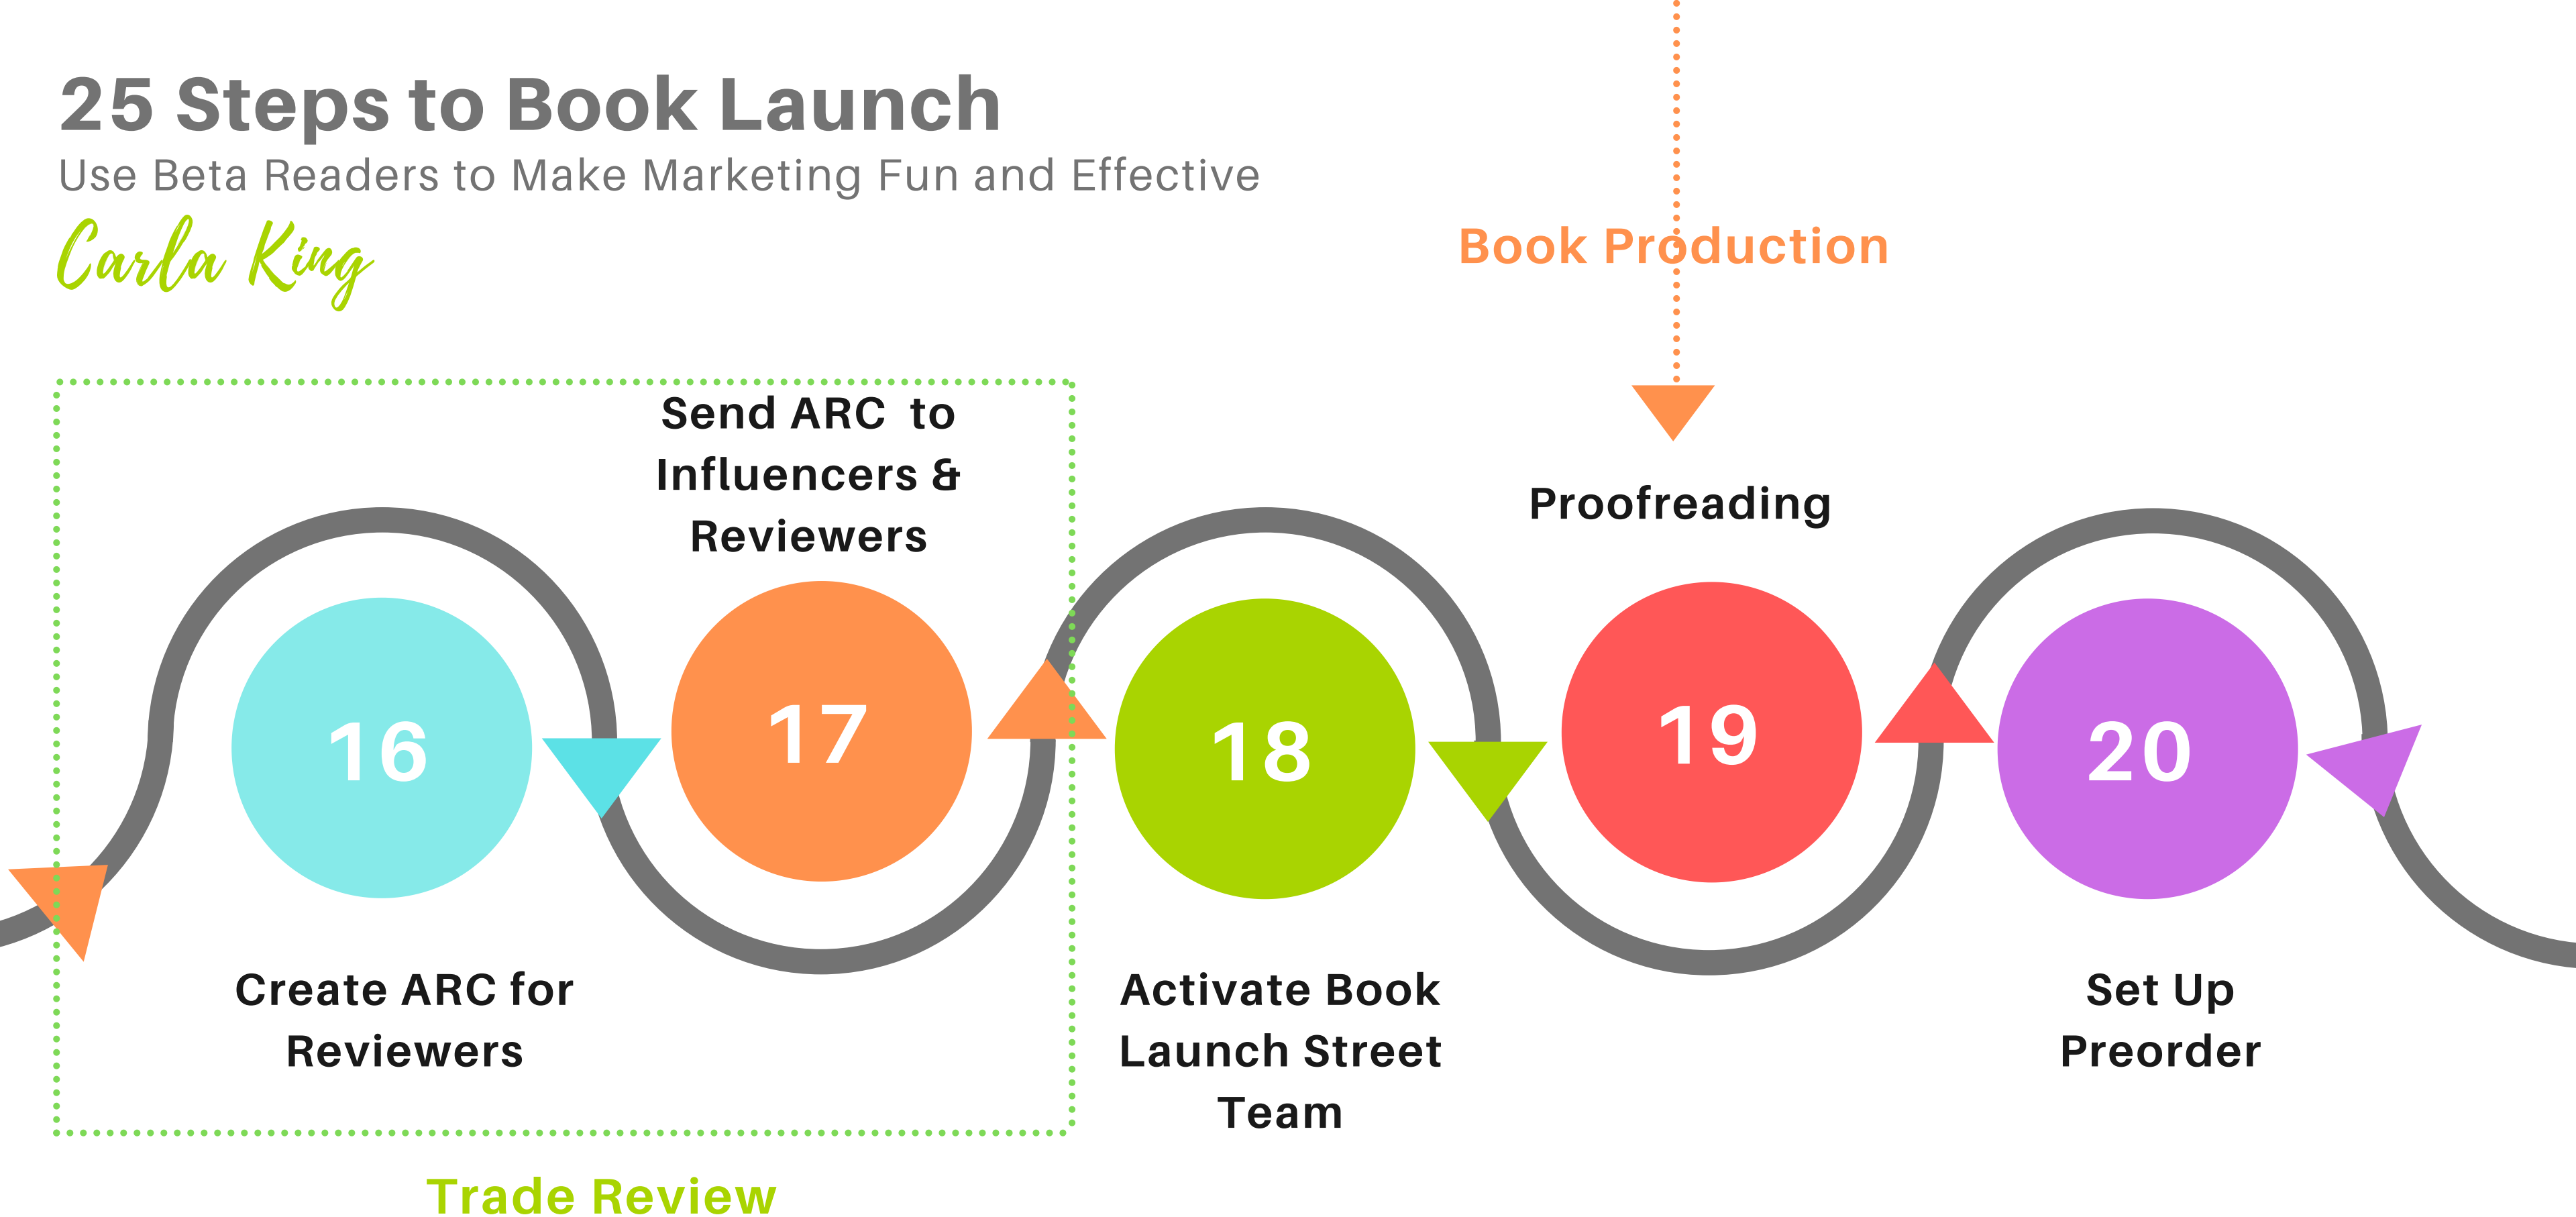 25 Steps to Book Launch
Use Beta Readers to Make Marketing Fun and Effective
Carla King
Book Production
Send ARC to
Influencers &
Reviewers
Proofreading
16
17
18
19
20
Create ARC for
Reviewers
Activate Book
Launch Street
Team
Set Up
Preorder
Trade Review